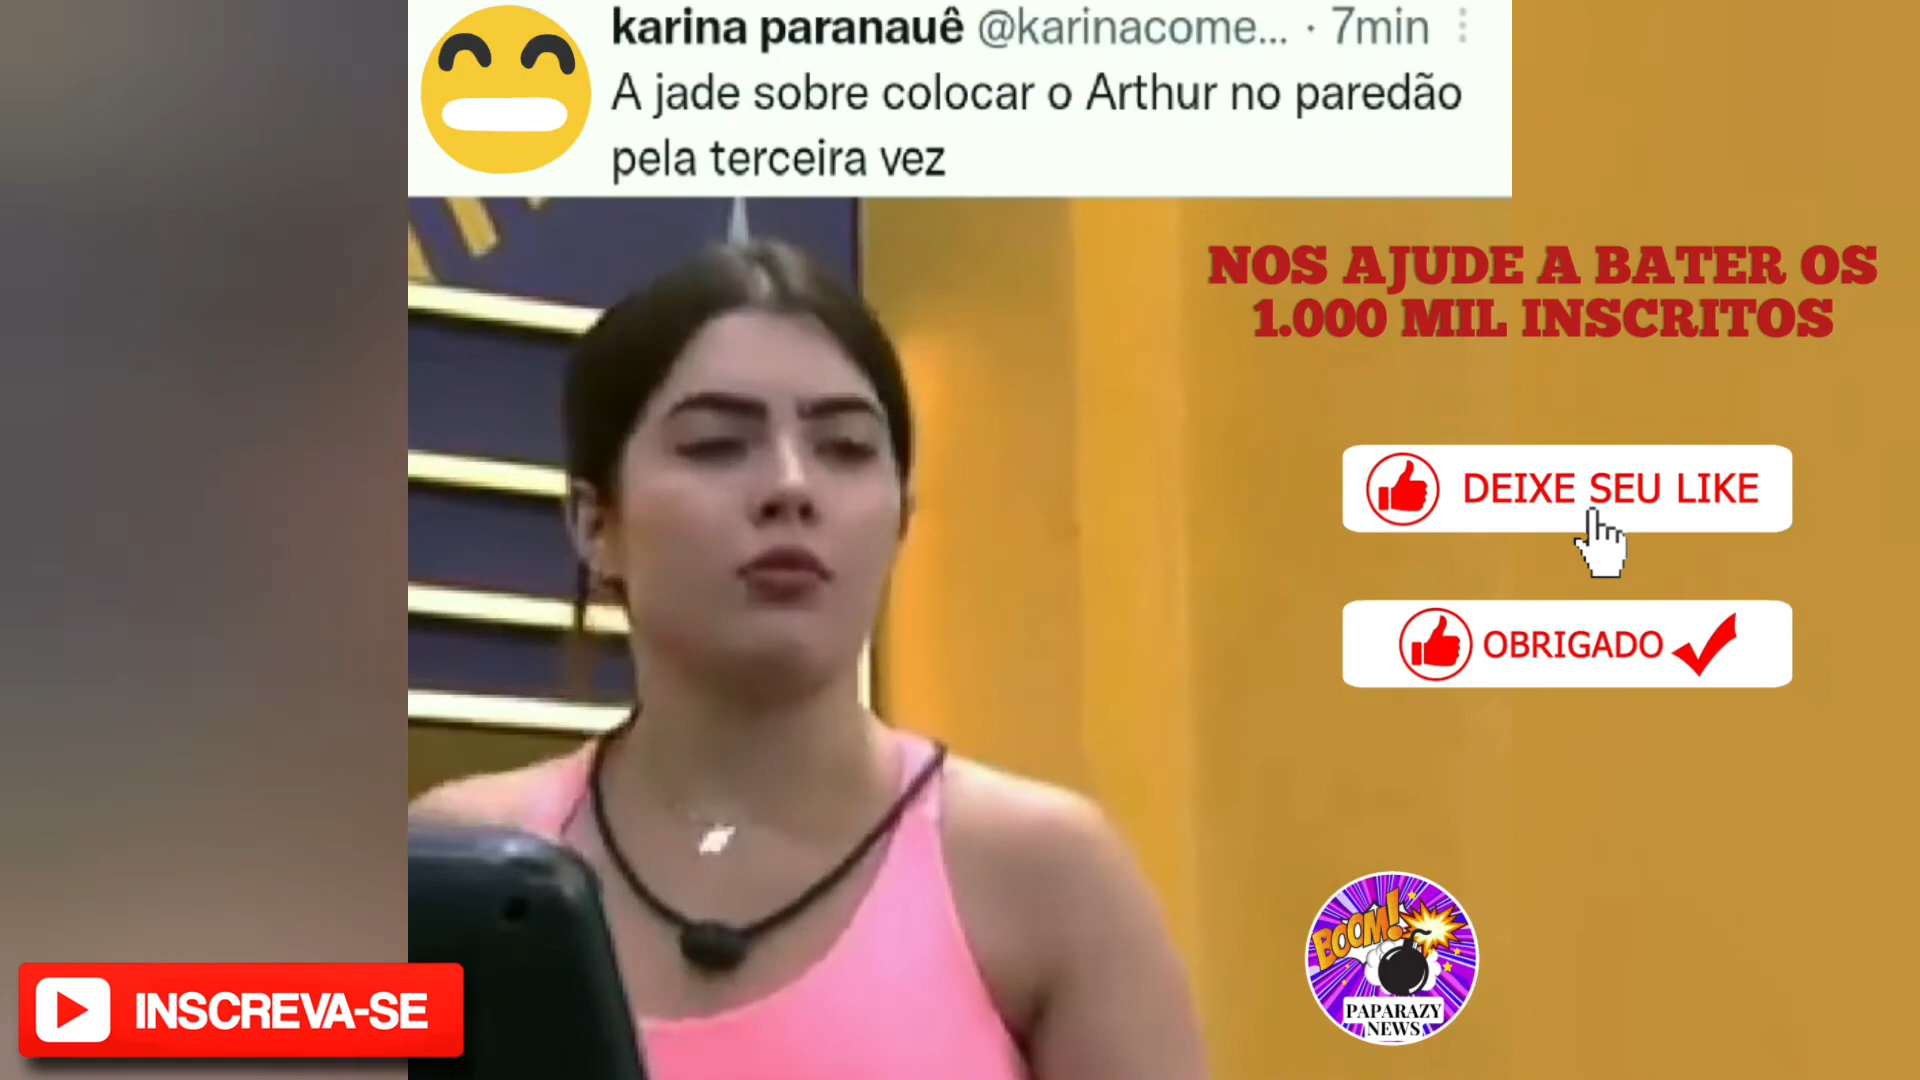 karina paranauê @karinacome... · 7min
A jade sobre colocar o Arthur no paredão
pela terceira vez
NOS AJUDE A BATER OS
1.000 MIL INSCRITOS
DEIXE SEU LIKE
OBRIGADO
BOOM!
PAPARAZY
NEWS
INSCREVA-SE